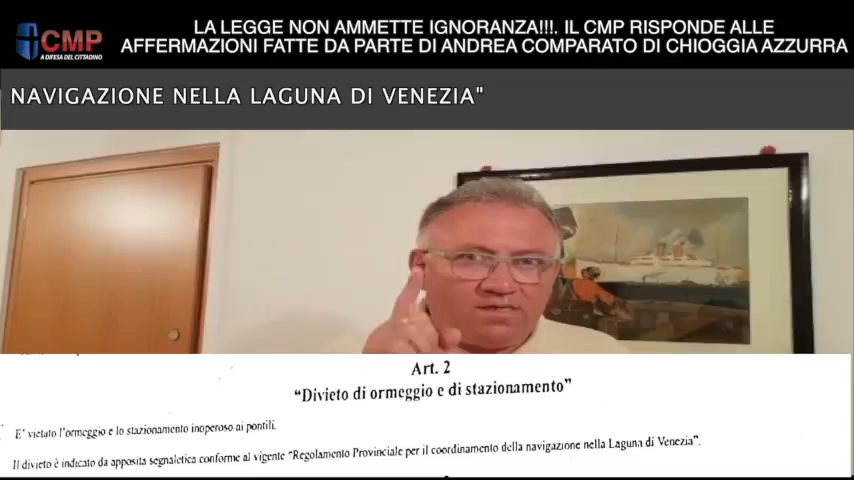 LA LEGGE NON AMMETTE IGNORANZA!!!. IL CMP RISPONDE ALLE
AFFERMAZIONI FATTE DA PARTE DI ANDREA COMPARATO DI CHIOGGIA AZZURRA
CMP
A DIFESA DEL CITTADINO
NAVIGAZIONE NELLA LAGUNA DI VENEZIA"
Art. 2
“Divieto di ormeggio e di stazionamento”
E' vietato l'ormeggio e lo stazionamento inoperoso ai pontili.
Il divieto è indicato da apposita segnaletica conforme al vigente “Regolamento Provinciale per il coordinamento della navigazione nella Laguna di Venezia”.